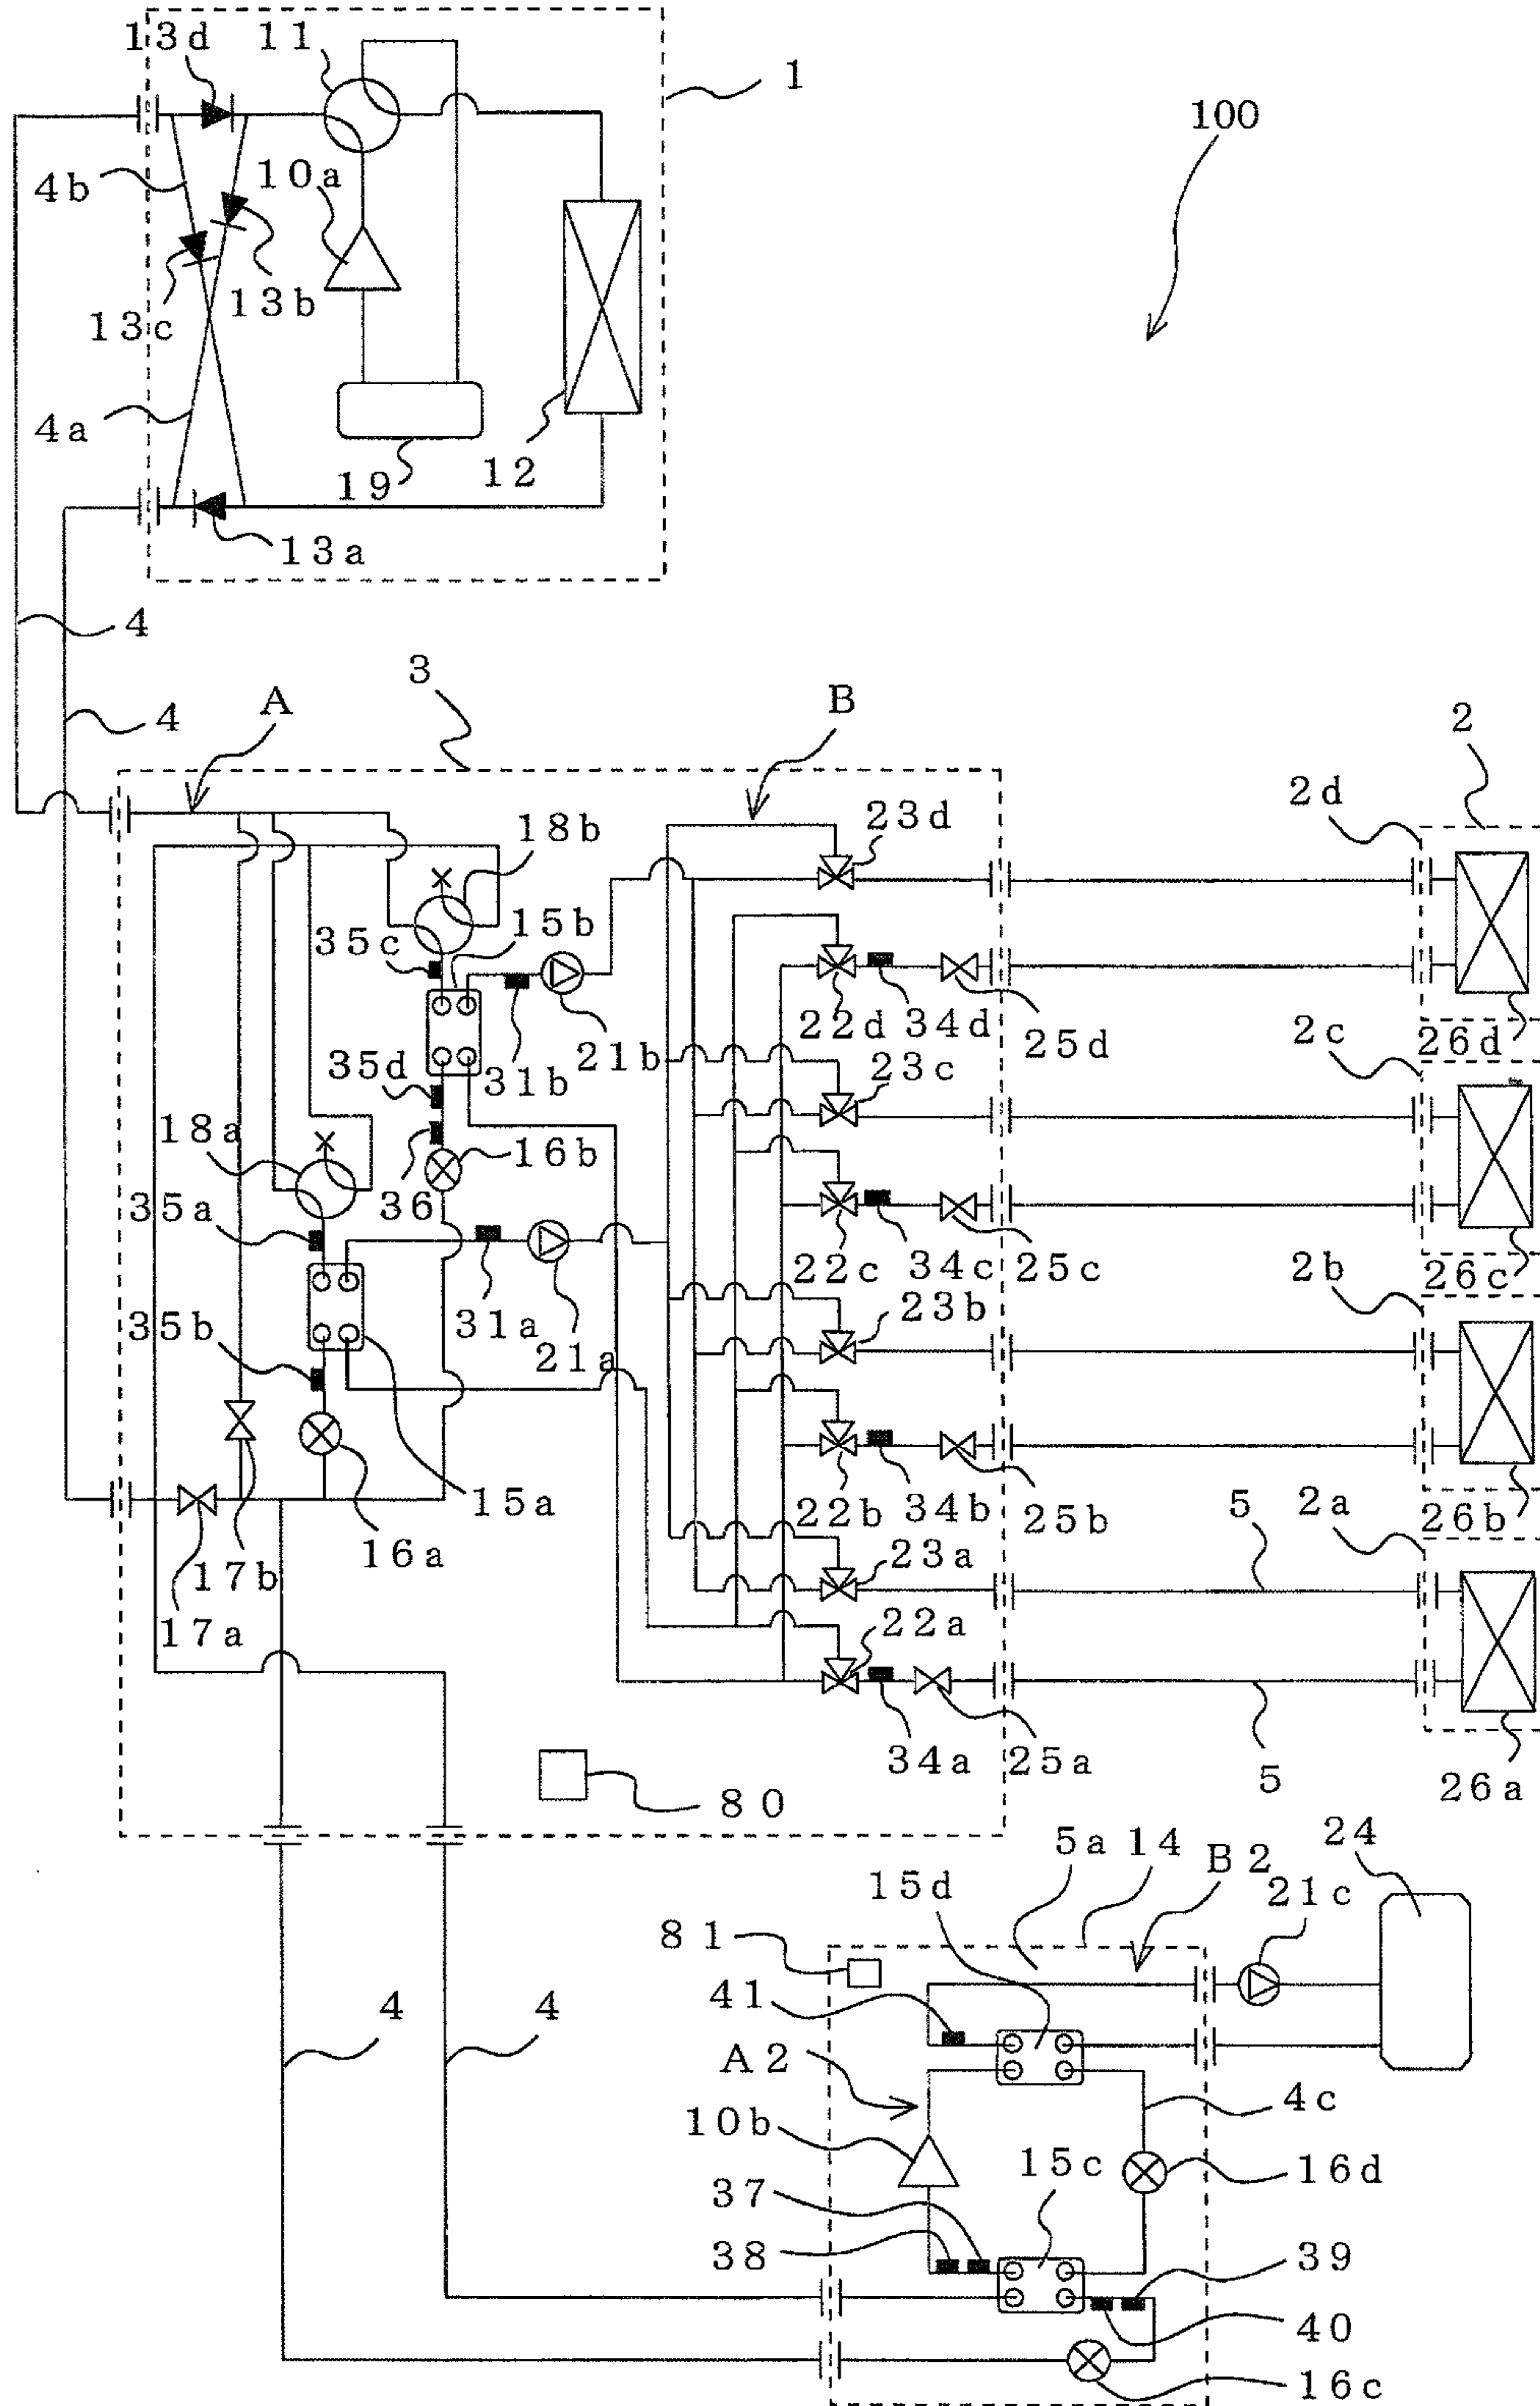 13d 11
1
100
4b 10a
13c 13b
4a
19 12
13a
4
4
3
A B 2
2d
23d
18b
15b
35c
22d 34d 25d 26d
21b
2c
35d 31b 23c
18a
16b
36
35a
22c 34c 25c 26c
2b
35b 31a 23b
21a
15a
22b 34b 25b 26b
2a 5
16a 23a
17b
17a 22a
34a 25a 5 26a
80
5a 14 B2 24
15d 21c
81
41
4 4
A2
4c
10b
15c 16d
37
38 39
40
16c